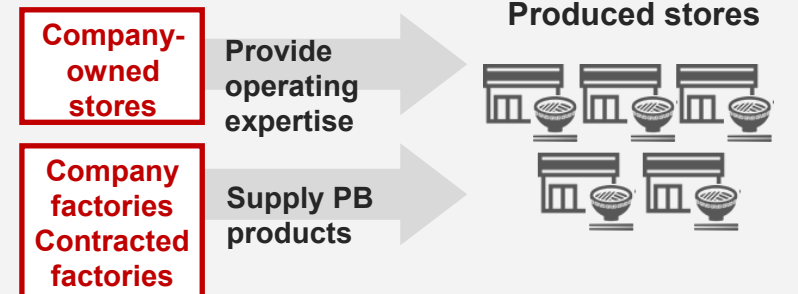 Produced stores
Company-
owned
stores
Provide
operating
expertise
Company
factories
Contracted
factories
Supply PB
products